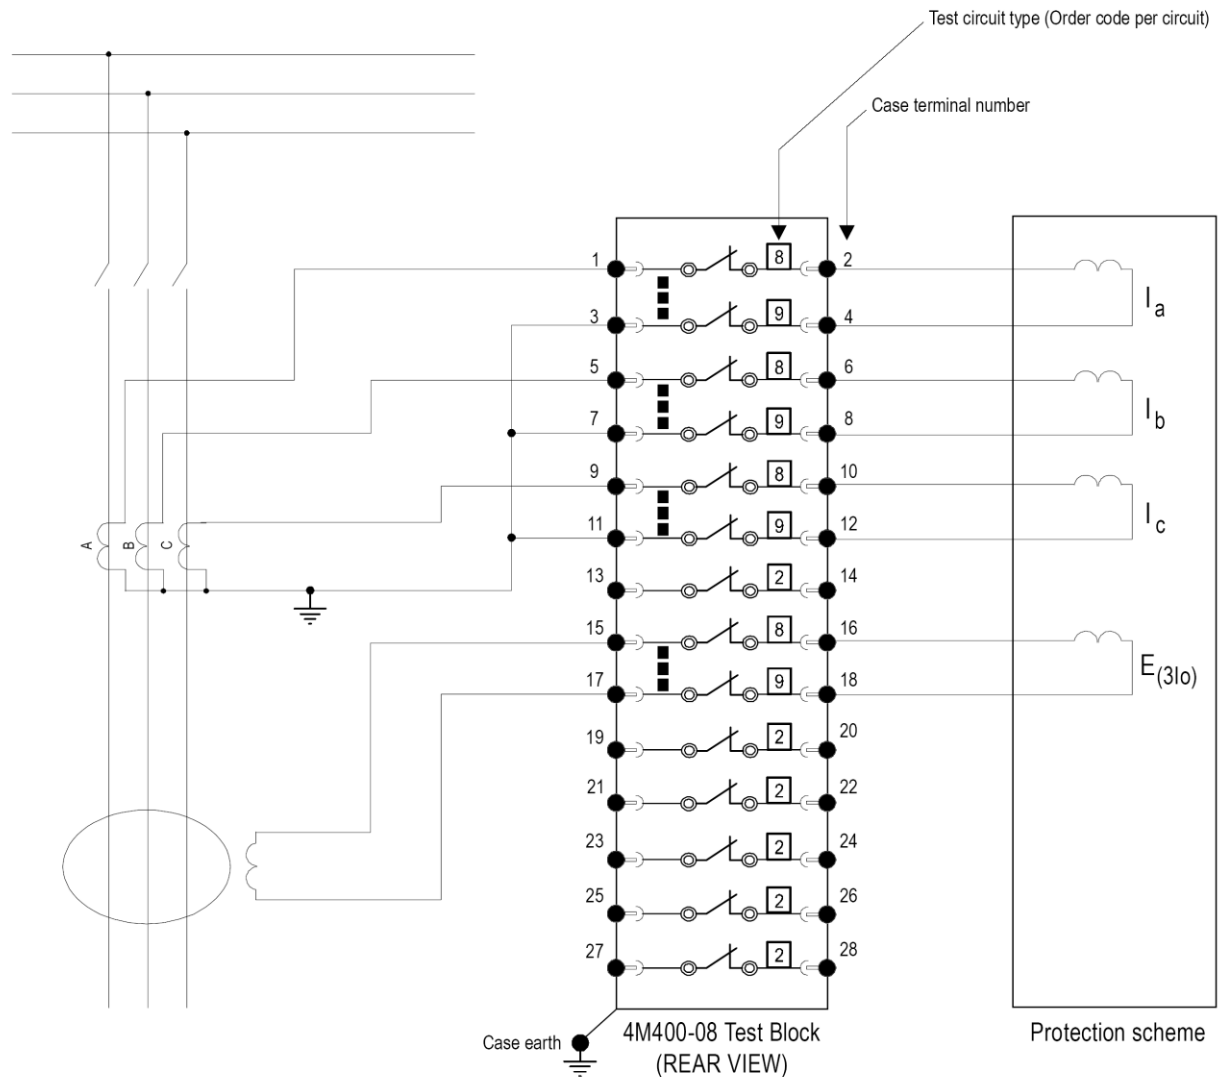 Test circuit type (Order code per circuit)
Case terminal number
1 8 2
3 9 4
Ia
5 8 6
7 9 8
Ib
9 8 10
11 9 12
Ic
A B C
13 2 14
15 8 16
17 9 18
E(3Io)
19 2 20
21 2 22
23 2 24
25 2 26
27 2 28
Case earth
4M400-08 Test Block
(REAR VIEW)
Protection scheme